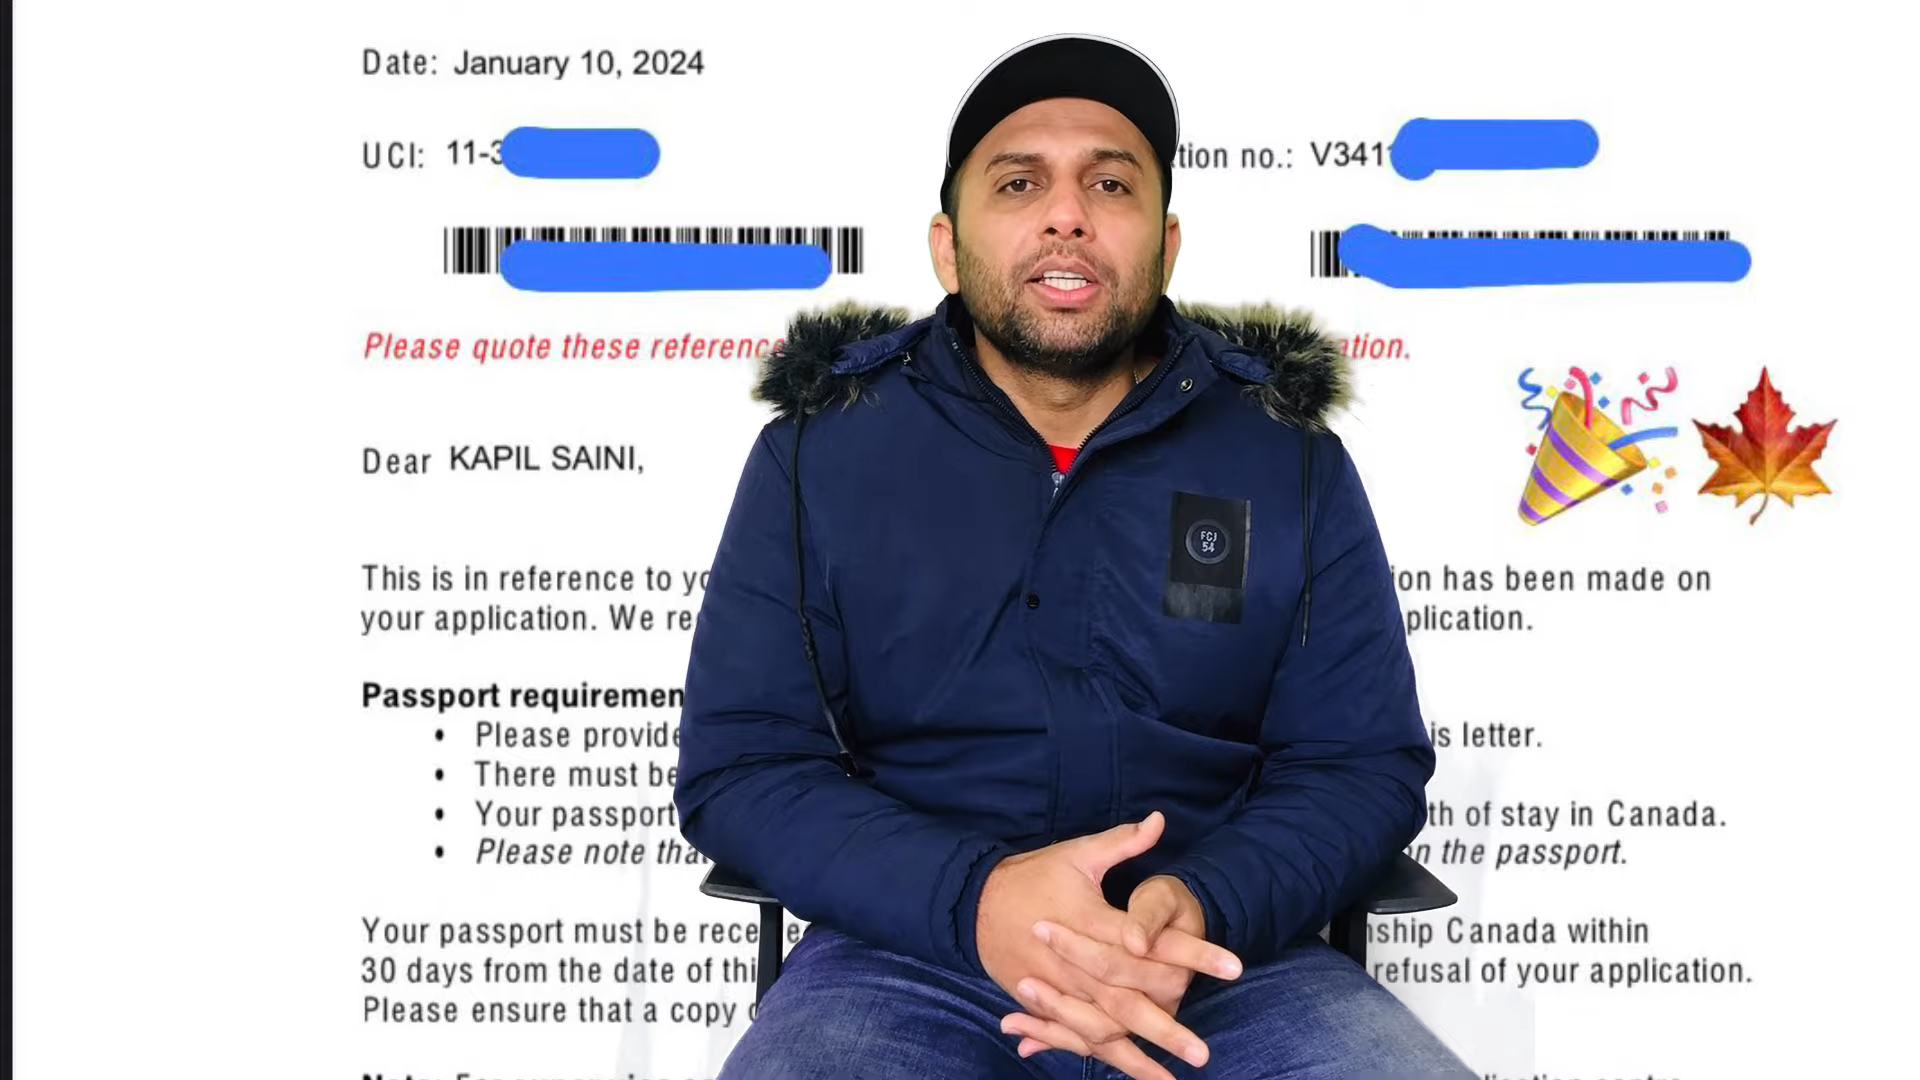 Date: January 10, 2024
UCI: 11-3 tion no.: V341
Please quote these reference ation.
Dear KAPIL SAINI,
FCJ
54
This is in reference to yo ion has been made on
your application. We re plication.
Passport requiremen
• Please provide is letter.
• There must be
• Your passport th of stay in Canada.
• Please note that on the passport.
Your passport must be rece nship Canada within
30 days from the date of thi refusal of your application.
Please ensure that a copy